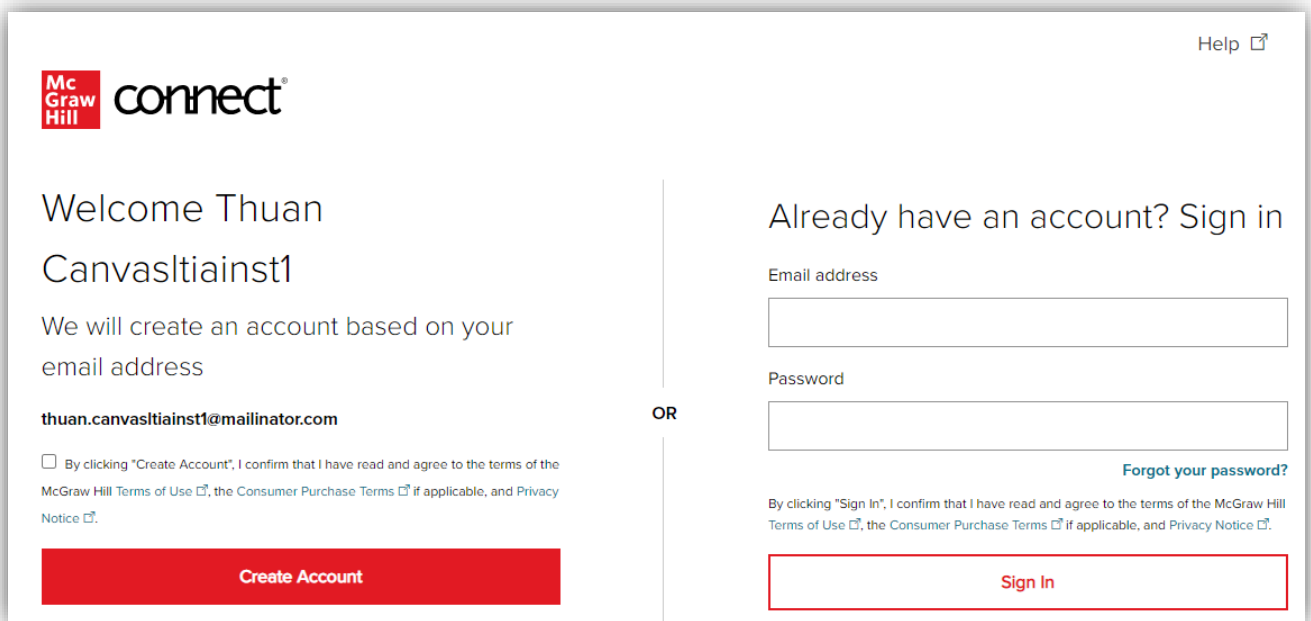 Help
Mc
Graw
Hill
connect®
Welcome Thuan
Canvasltiainst1
We will create an account based on your
email address
thuan.canvasltiainst1@mailinator.com
By clicking "Create Account", I confirm that I have read and agree to the terms of the
McGraw Hill Terms of Use, the Consumer Purchase Terms if applicable, and Privacy
Notice.
Create Account
OR
Already have an account? Sign in
Email address
Password
Forgot your password?
By clicking "Sign In", I confirm that I have read and agree to the terms of the McGraw Hill
Terms of Use, the Consumer Purchase Terms if applicable, and Privacy Notice.
Sign In